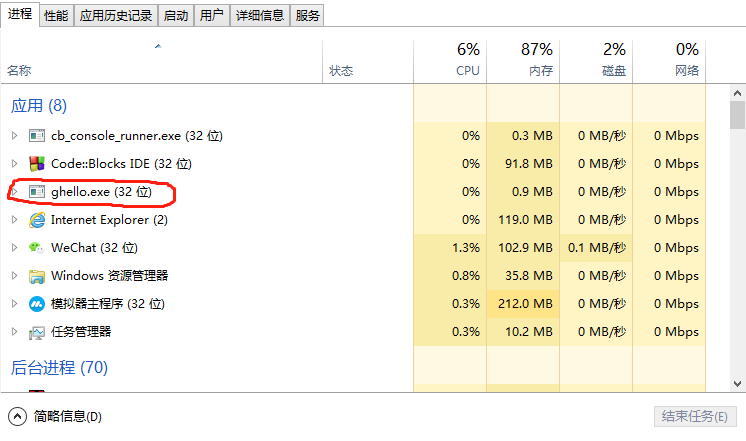 进程 性能 应用历史记录 启动 用户 详细信息 服务
6% 87% 2% 0%
名称 状态 CPU 内存 磁盘 网络
应用 (8)
cb_console_runner.exe (32 位) 0% 0.3 MB 0 MB/秒 0 Mbps
Code::Blocks IDE (32 位) 0% 91.8 MB 0 MB/秒 0 Mbps
ghello.exe (32 位) 0% 0.9 MB 0 MB/秒 0 Mbps
Internet Explorer (2) 0% 119.0 MB 0 MB/秒 0 Mbps
WeChat (32 位) 1.3% 102.9 MB 0.1 MB/秒 0 Mbps
Windows 资源管理器 0.8% 35.8 MB 0 MB/秒 0 Mbps
模拟器主程序 (32 位) 0.3% 212.0 MB 0 MB/秒 0 Mbps
任务管理器 0.3% 10.2 MB 0 MB/秒 0 Mbps
后台进程 (70)
简略信息(D) 结束任务(E)